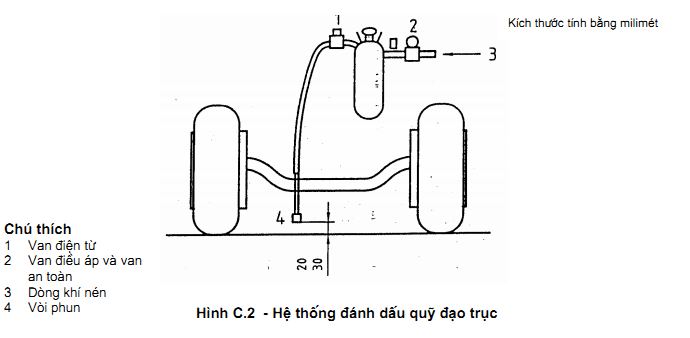 1
2
Kích thước tính bằng milimét
3
4
Chú thích
1 Van điện từ
2 Van điều áp và van
an toàn
3 Dòng khí nén
4 Vòi phun
20
30
Hình C.2 - Hệ thống đánh dấu quỹ đạo trục